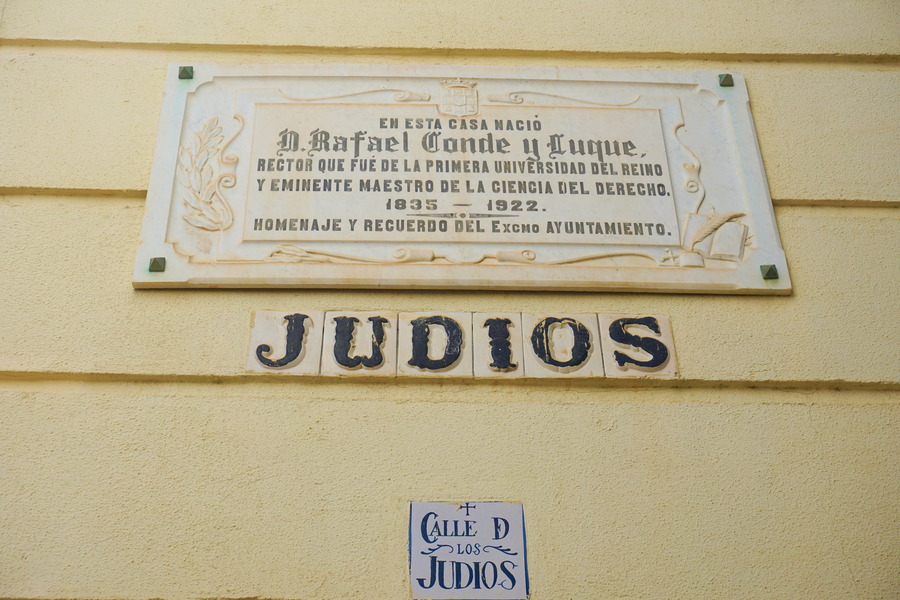 EN ESTA CASA NACIÓ
D. Rafael Conde y Luque,
RECTOR QUE FUÉ DE LA PRIMERA UNIVERSIDAD DEL REINO
Y EMINENTE MAESTRO DE LA CIENCIA DEL DERECHO.
1835 — 1922.
HOMENAJE Y RECUERDO DEL EXCMO AYUNTAMIENTO.
JUDIOS
CALLE D
LOS
JUDIOS